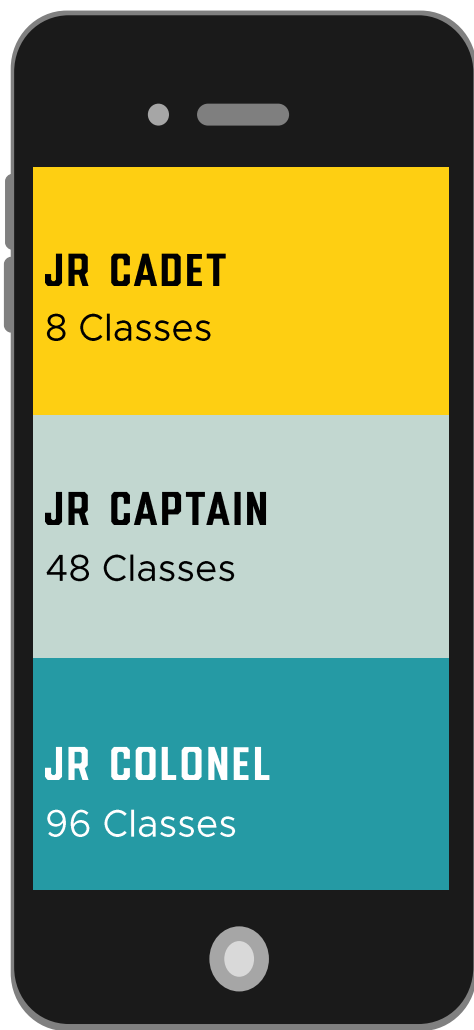 JR CADET
8 Classes
JR CAPTAIN
48 Classes
JR COLONEL
96 Classes